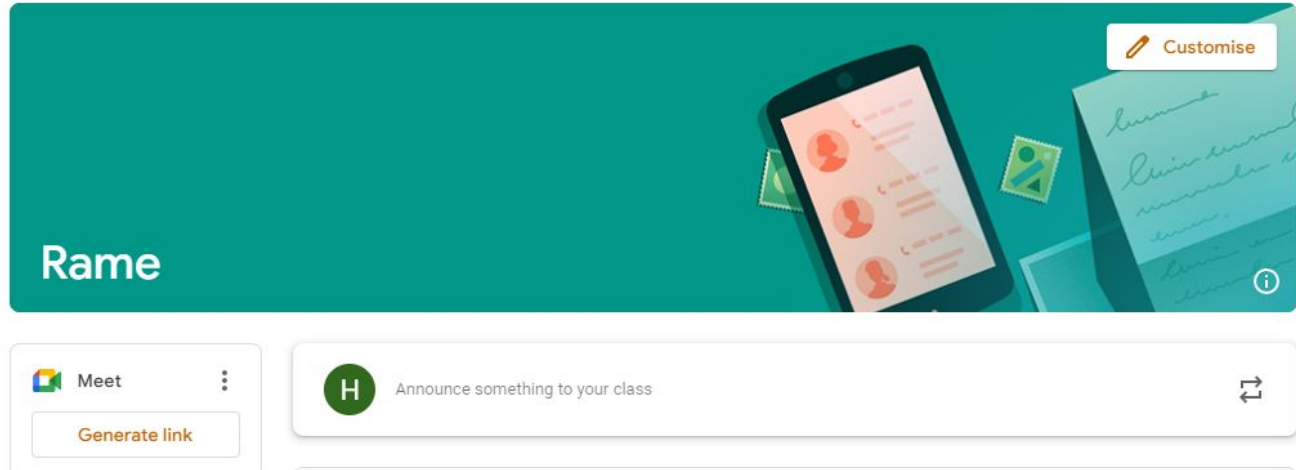 Customise
Rame
Meet
Generate link
H
Announce something to your class